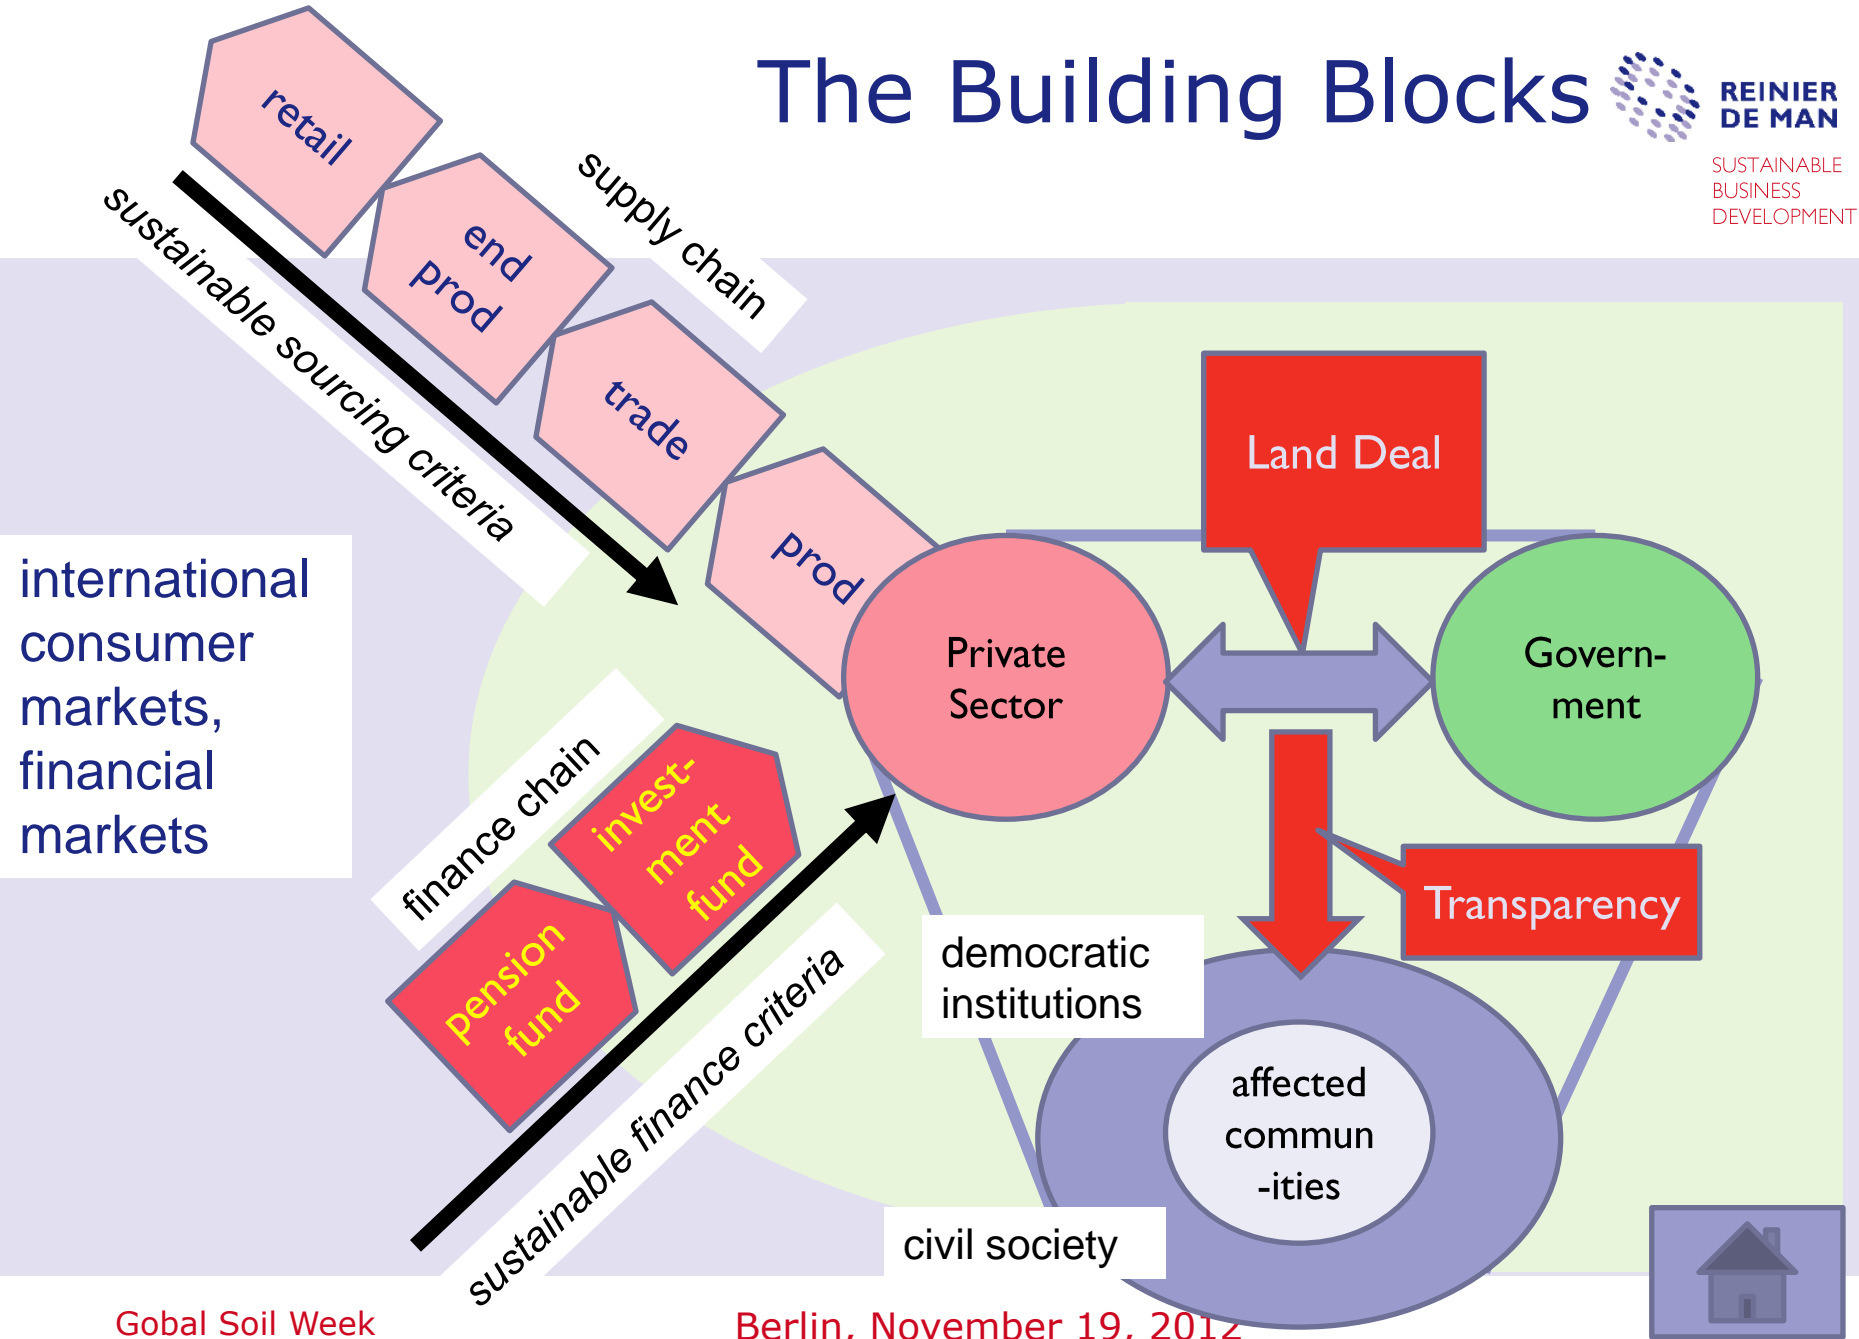 The Building Blocks
REINIER
DE MAN
SUSTAINABLE
BUSINESS
DEVELOPMENT
retail
end
prod
trade
prod
supply chain
sustainable sourcing criteria
international
consumer
markets,
financial
markets
Land Deal
Private
Sector
Govern-
ment
finance chain
invest-
ment
fund
pension
fund
sustainable finance criteria
Transparency
democratic
institutions
affected
commun
-ities
civil society
Gobal Soil Week
Berlin, November 19, 2012